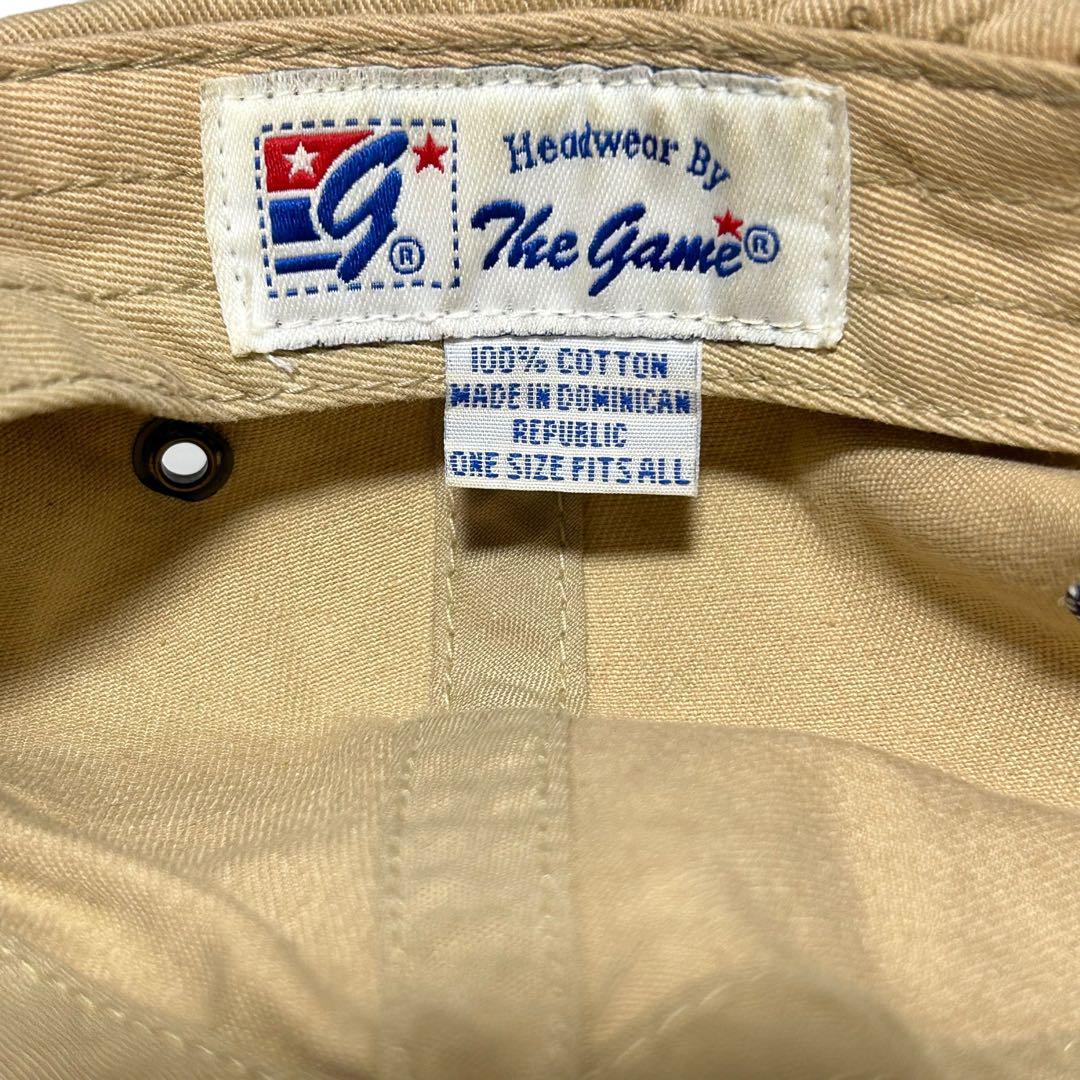 G ®
Headwear By
The Game ®
100% COTTON
MADE IN DOMINICAN
REPUBLIC
ONE SIZE FITS ALL